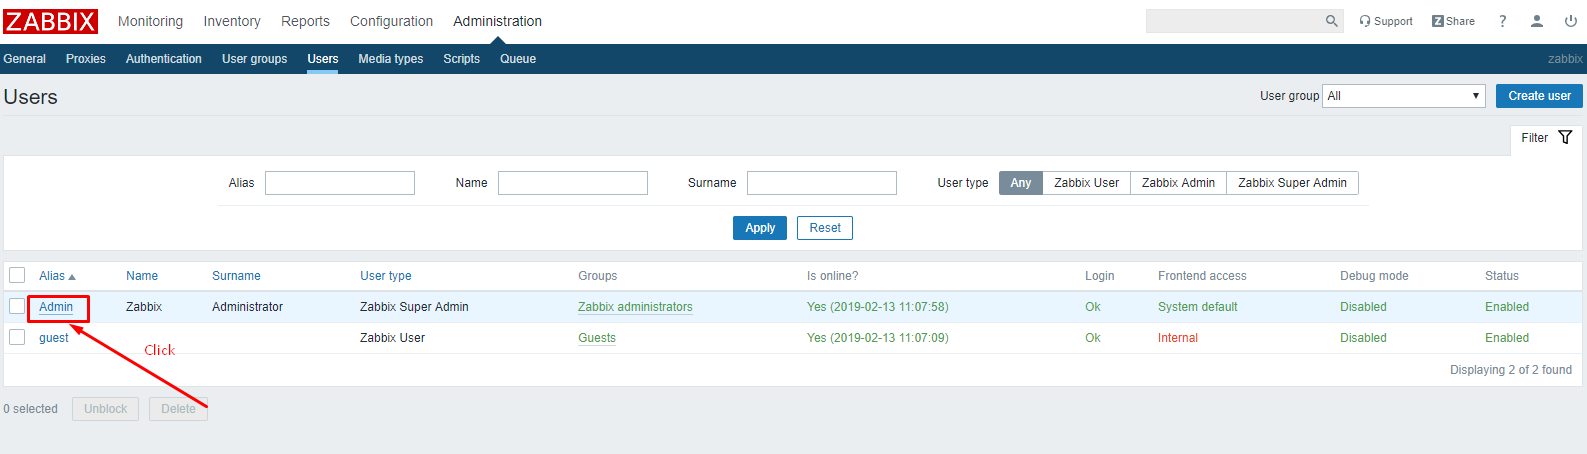 ZABBIX Monitoring Inventory Reports Configuration Administration Support Z Share ?
General Proxies Authentication User groups Users Media types Scripts Queue zabbix
Users User group All Create user
Filter
Alias Name Surname User type Any Zabbix User Zabbix Admin Zabbix Super Admin
Apply Reset
Alias Name Surname User type Groups Is online? Login Frontend access Debug mode Status
Admin Zabbix Administrator Zabbix Super Admin Zabbix administrators Yes (2019-02-13 11:07:58) Ok System default Disabled Enabled
guest Zabbix User Guests Yes (2019-02-13 11:07:09) Ok Internal Disabled Enabled
Click
Displaying 2 of 2 found
0 selected Unblock Delete